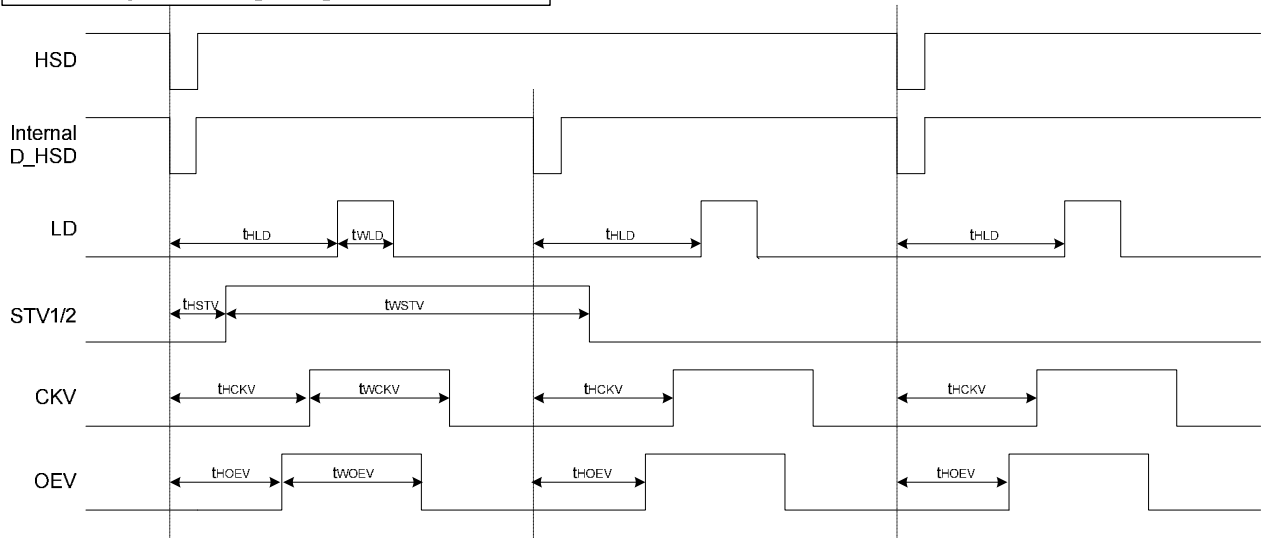 HSD
Internal
D_HSD
LD
tHLD
tWLD
tHLD
tHLD
STV1/2
tHSTV
tWSTV
CKV
tHCKV
tWCKV
tHCKV
tHCKV
OEV
tHOEV
tWOEV
tHOEV
tHOEV